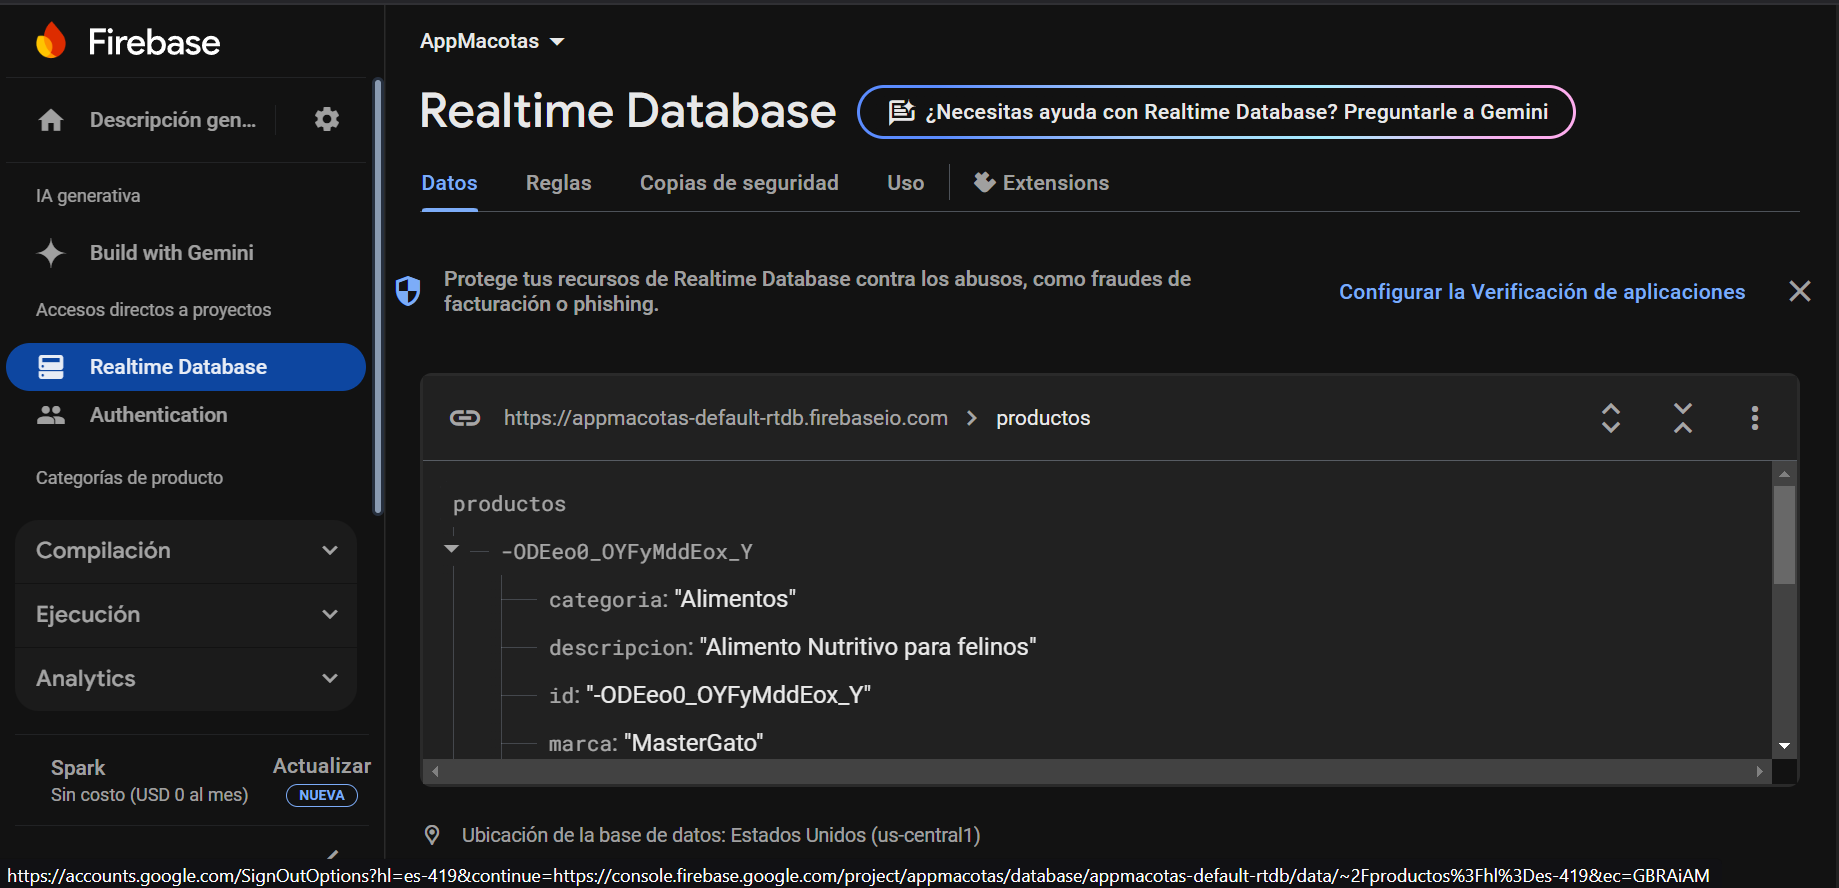 Firebase
Descripción gen...
IA generativa
Build with Gemini
Accesos directos a proyectos
Realtime Database
Authentication
Categorías de producto
Compilación
Ejecución
Analytics
Spark
Sin costo (USD 0 al mes)
Actualizar
NUEVA
AppMacotas
Realtime Database
¿Necesitas ayuda con Realtime Database? Preguntarle a Gemini
Datos
Reglas
Copias de seguridad
Uso
Extensions
Protege tus recursos de Realtime Database contra los abusos, como fraudes de
facturación o phishing.
Configurar la Verificación de aplicaciones
https://appmacotas-default-rtdb.firebaseio.com > productos
productos
-ODEeo0_OYFyMddEox_Y
categoria: "Alimentos"
descripcion: "Alimento Nutritivo para felinos"
id: "-ODEeo0_OYFyMddEox_Y"
marca: "MasterGato"
Ubicación de la base de datos: Estados Unidos (us-central1)
https://accounts.google.com/SignOutOptions?hl=es-419&continue=https://console.firebase.google.com/project/appmacotas/database/appmacotas-default-rtdb/data/~2Fproductos%3Fhl%3Des-419&ec=GBRAiAM